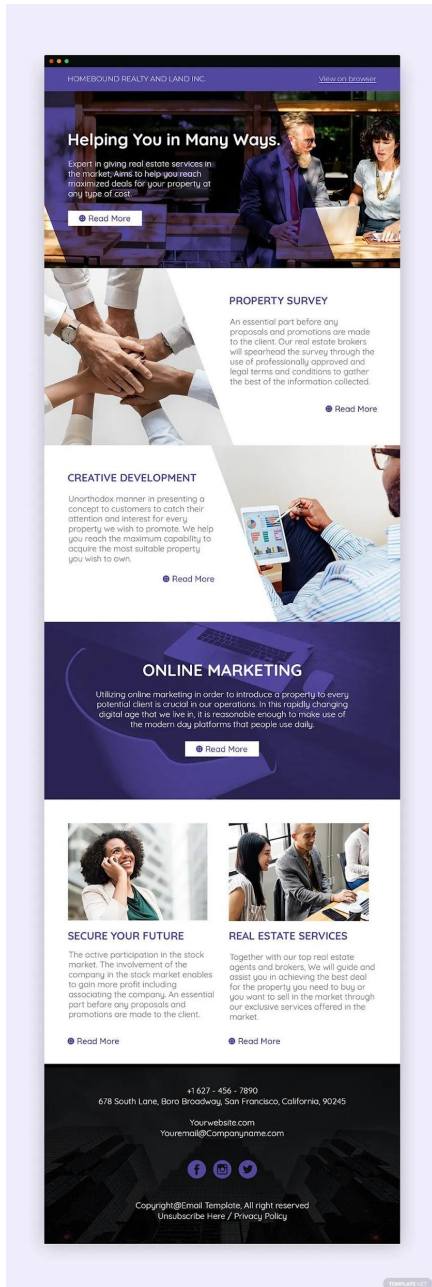 HOMEBOUND REALTY AND LAND INC.
View on browser
Helping You in Many Ways.
Expert in giving real estate services in
the market, Aims to help you reach
maximized deals for your property at
any type of cost.
Read More
PROPERTY SURVEY
An essential part before any
proposals and promotions are made
to the client. Our real estate brokers
will spearhead the survey through the
use of professionally approved and
legal terms and conditions to gather
the best of the information collected.
Read More
CREATIVE DEVELOPMENT
Unorthodox manner in presenting a
concept to customers to catch their
attention and interest for every
property we wish to promote. We help
you reach the maximum capability to
acquire the most suitable property
you wish to own.
Read More
ONLINE MARKETING
Utilizing online marketing in order to introduce a property to every
potential client is crucial in our operations. In this rapidly changing
digital age that we live in, it is reasonable enough to make use of
the modern day platforms that people use daily.
Read More
SECURE YOUR FUTURE
The active participation in the stock
market. The involvement of the
company in the stock market enables
to gain more profit including
associating the company. An essential
part before any proposals and
promotions are made to the client.
Read More
REAL ESTATE SERVICES
Together with our top real estate
agents and brokers, We will guide and
assist you in achieving the best deal
for the property you need to buy or
you want to sell in the market through
our exclusive services offered in the
market.
Read More
+1 627 - 456 - 7890
678 South Lane, Boro Broadway, San Francisco, California, 90245
Yourwebsite.com
Youremail@Companyname.com
Copyright@Email Template, All right reserved
Unsubscribe Here / Privacy Policy
TEMPLATE.NET